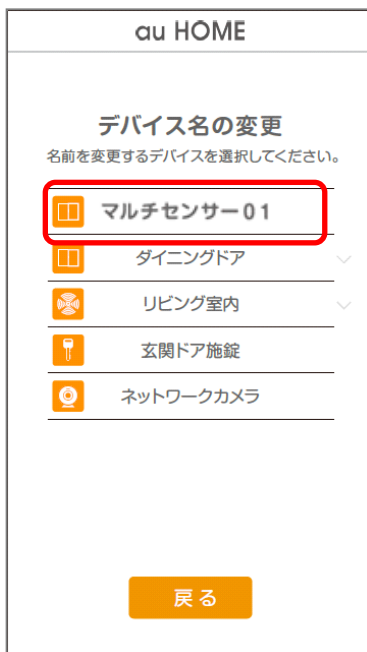 au HOME
デバイス名の変更
名前を変更するデバイスを選択してください。
マルチセンサー01
ダイニングドア
リビング室内
玄関ドア施錠
ネットワークカメラ
戻る